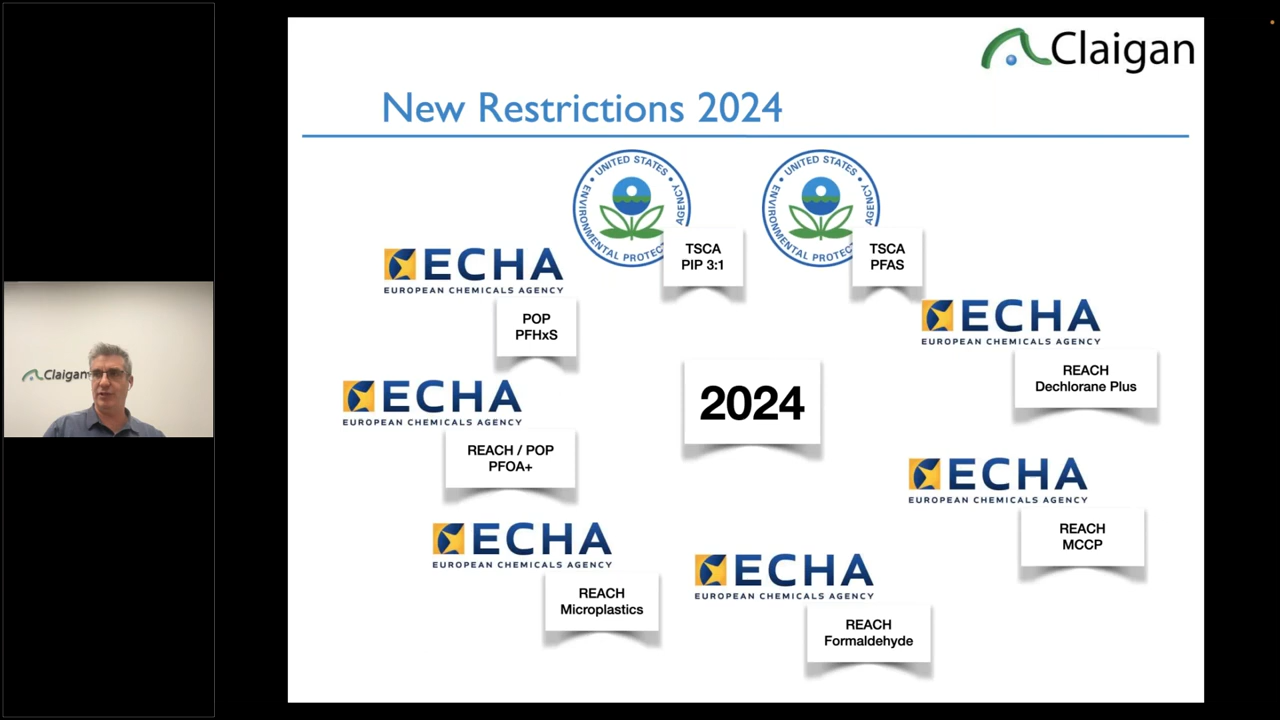 Claigan
New Restrictions 2024
UNITED STATES
ENVIRONMENTAL PROTEC
AGENCY
TSCA
PIP 3:1
UNITED STATES
ENVIRONMENTAL PROTEC
AGENCY
TSCA
PFAS
ECHA
EUROPEAN CHEMICALS AGENCY
POP
PFHxS
ECHA
EUROPEAN CHEMICALS AGENCY
REACH
Dechlorane Plus
ECHA
EUROPEAN CHEMICALS AGENCY
REACH / POP
PFOA+
2024
ECHA
EUROPEAN CHEMICALS AGENCY
REACH
MCCP
ECHA
EUROPEAN CHEMICALS AGENCY
REACH
Microplastics
ECHA
EUROPEAN CHEMICALS AGENCY
REACH
Formaldehyde
Claigan